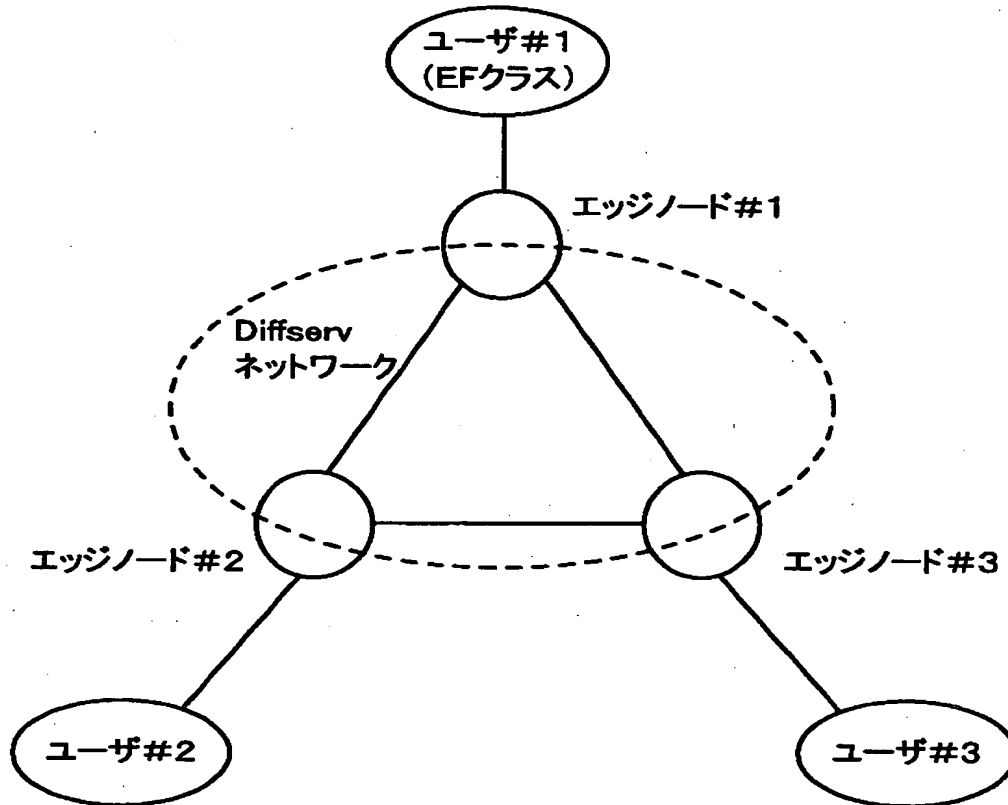 ユーザ#1
(EFクラス)
エッジノード#1
Diffserv
ネットワーク
エッジノード#2
エッジノード#3
ユーザ#2
ユーザ#3